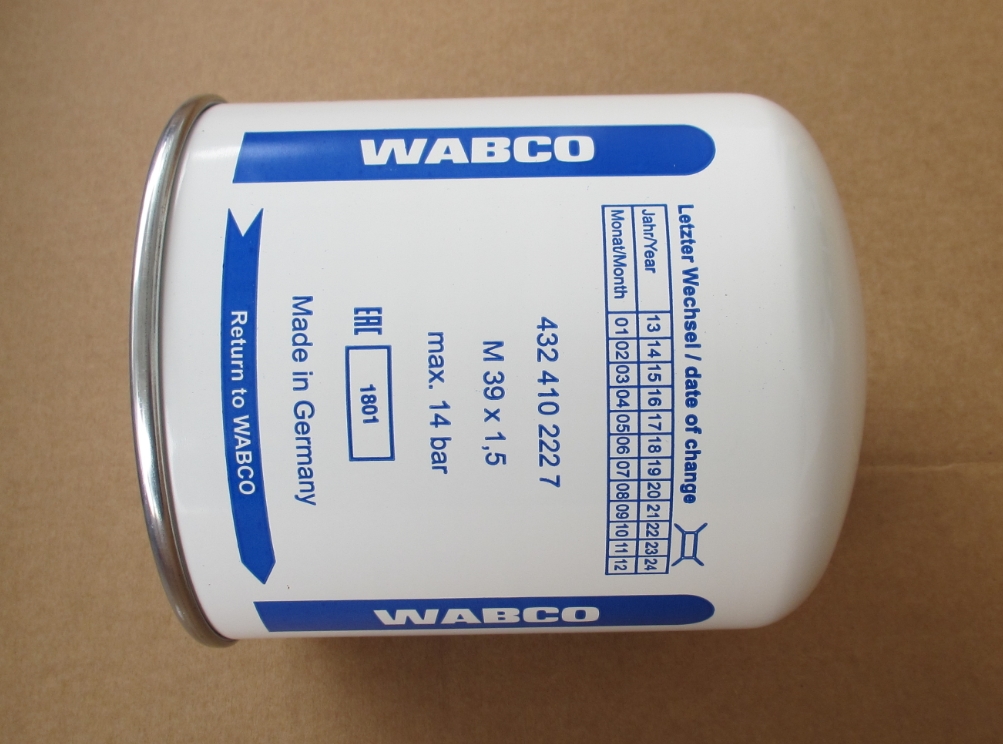 WABCO
Letzter Wechsel / date of change
Jahr/Year 13 14 15 16 17 18 19 20 21 22 23 24
Monat/Month 01 02 03 04 05 06 07 08 09 10 11 12
432 410 222 7
M 39 x 1,5
max. 14 bar
EAC 1801
Made in Germany
Return to WABCO
WABCO